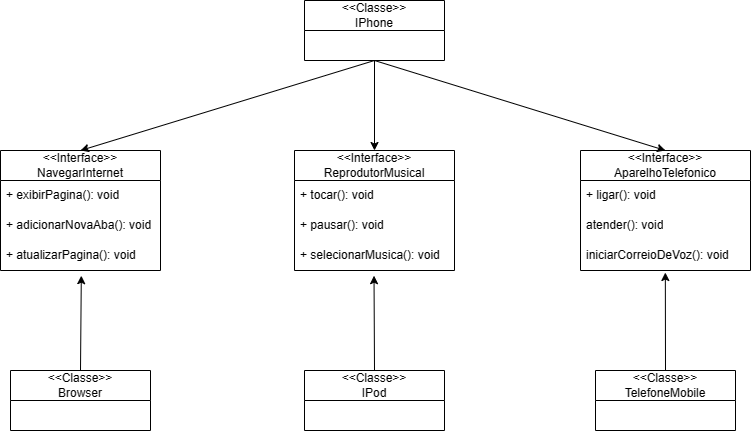 <<Classe>>
IPhone
<<Interface>>
NavegarInternet
+ exibirPagina(): void
+ adicionarNovaAba(): void
+ atualizarPagina(): void
<<Interface>>
ReprodutorMusical
+ tocar(): void
+ pausar(): void
+ selecionarMusica(): void
<<Interface>>
AparelhoTelefonico
+ ligar(): void
atender(): void
iniciarCorreioDeVoz(): void
<<Classe>>
Browser
<<Classe>>
IPod
<<Classe>>
TelefoneMobile